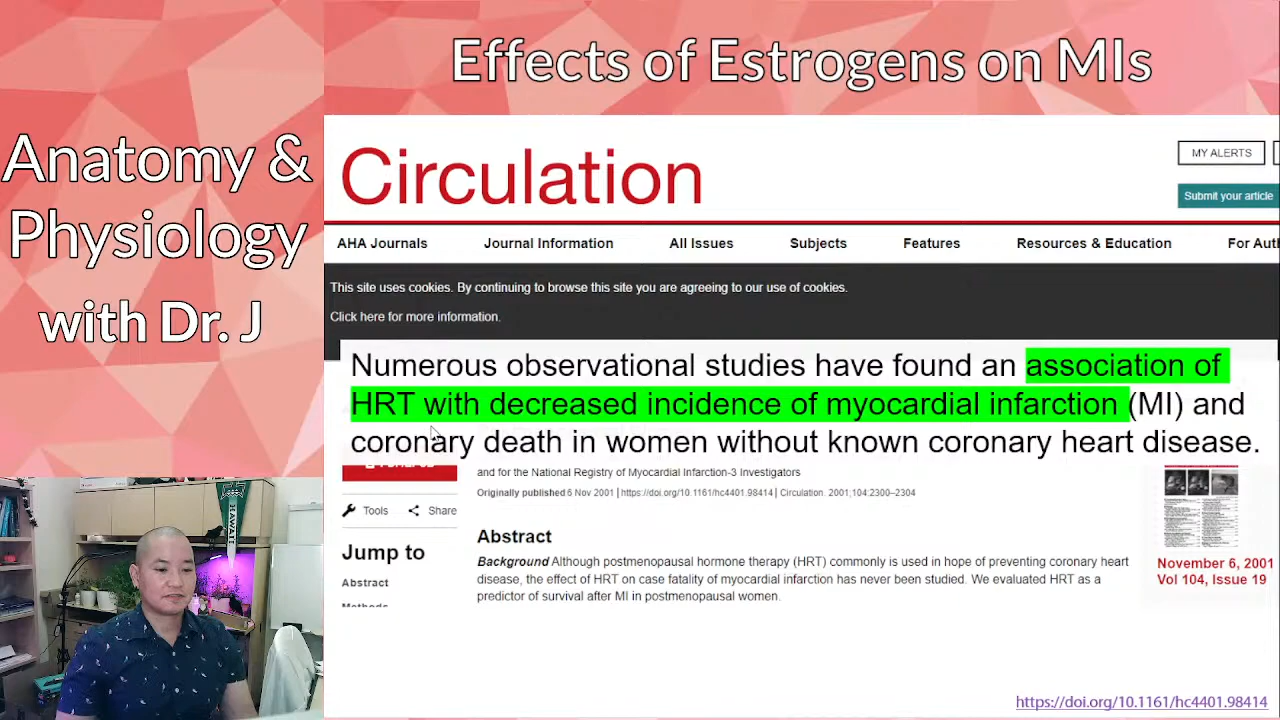 Effects of Estrogens on MIs
Anatomy &
Physiology
with Dr. J
Circulation
MY ALERTS
Submit your article
AHA Journals Journal Information All Issues Subjects Features Resources & Education For Aut
This site uses cookies. By continuing to browse this site you are agreeing to our use of cookies.
Click here for more information.
Numerous observational studies have found an association of
HRT with decreased incidence of myocardial infarction (MI) and
coronary death in women without known coronary heart disease.
and for the National Registry of Myocardial Infarction-3 Investigators
Originally published 6 Nov 2001 | https://doi.org/10.1161/hc4401.98414 | Circulation. 2001;104:2300–2304
Tools Share
Jump to
Abstract
Methods
Abstract
Background Although postmenopausal hormone therapy (HRT) commonly is used in hope of preventing coronary heart
disease, the effect of HRT on case fatality of myocardial infarction has never been studied. We evaluated HRT as a
predictor of survival after MI in postmenopausal women.
November 6, 2001
Vol 104, Issue 19
HAWAII
https://doi.org/10.1161/hc4401.98414